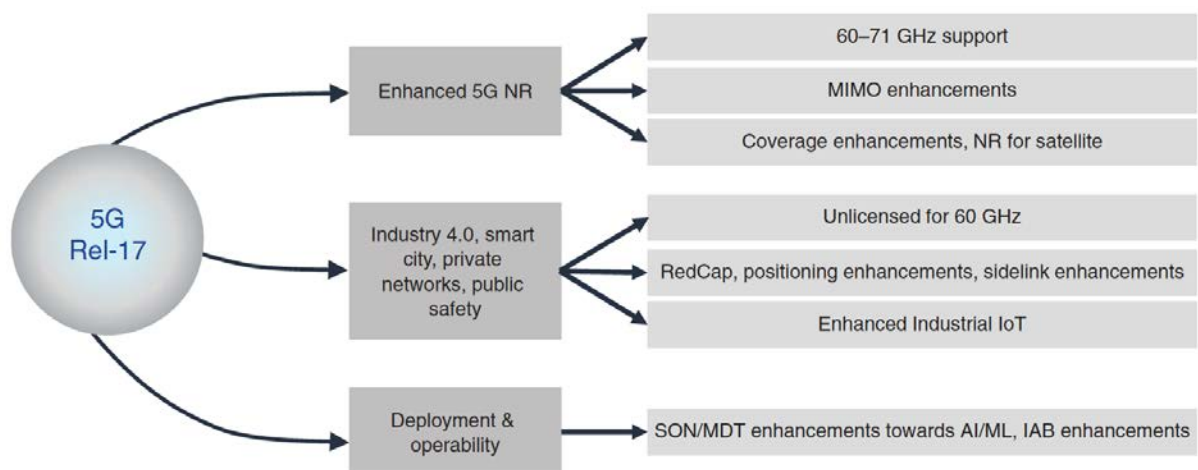 5G
Rel-17
Enhanced 5G NR
60–71 GHz support
MIMO enhancements
Coverage enhancements, NR for satellite
Industry 4.0, smart
city, private
networks, public
safety
Unlicensed for 60 GHz
RedCap, positioning enhancements, sidelink enhancements
Enhanced Industrial IoT
Deployment &
operability
SON/MDT enhancements towards AI/ML, IAB enhancements